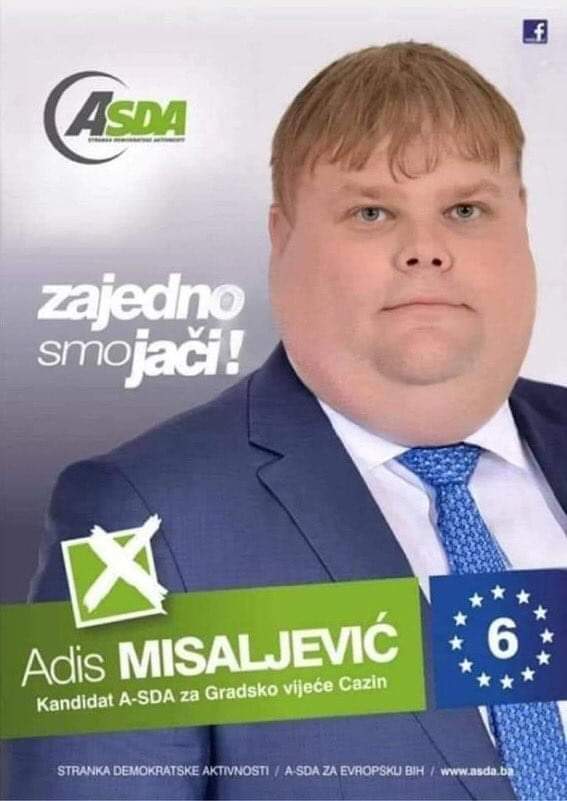 ASDA
STRANKA DEMOKRATSKE AKTIVNOSTI
zajedno
smo jači!
Adis MISALJEVIĆ
Kandidat A-SDA za Gradsko vijeće Cazin
6
STRANKA DEMOKRATSKE AKTIVNOSTI / A-SDA ZA EVROPSKU BIH / www.asda.ba